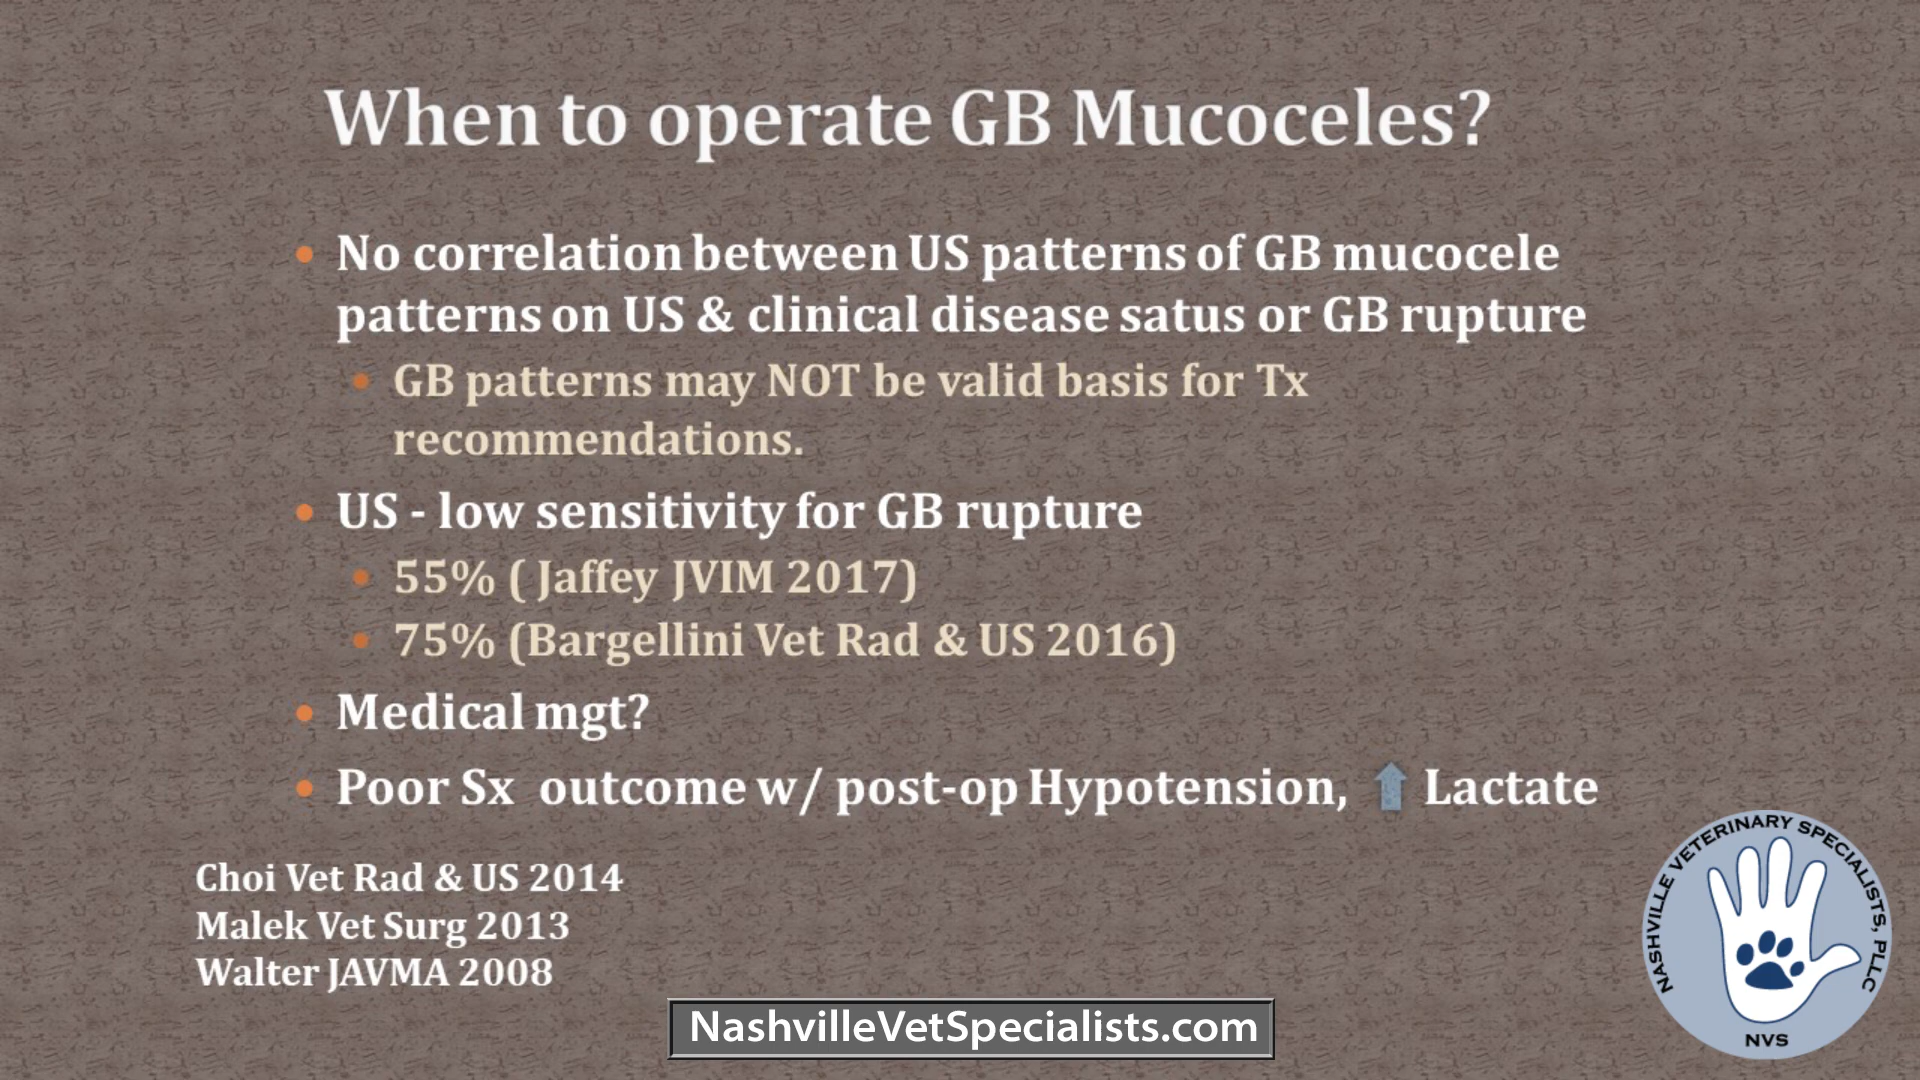 When to operate GB Mucoceles?
• No correlation between US patterns of GB mucocele
patterns on US & clinical disease satus or GB rupture
• GB patterns may NOT be valid basis for Tx
recommendations.
• US - low sensitivity for GB rupture
• 55% ( Jaffey JVIM 2017)
• 75% (Bargellini Vet Rad & US 2016)
• Medical mgt?
• Poor Sx outcome w/ post-op Hypotension, ⬆ Lactate
Choi Vet Rad & US 2014
Malek Vet Surg 2013
Walter JAVMA 2008
NASHVILLE VETERINARY SPECIALISTS, PLLC
NVS
NashvilleVetSpecialists.com